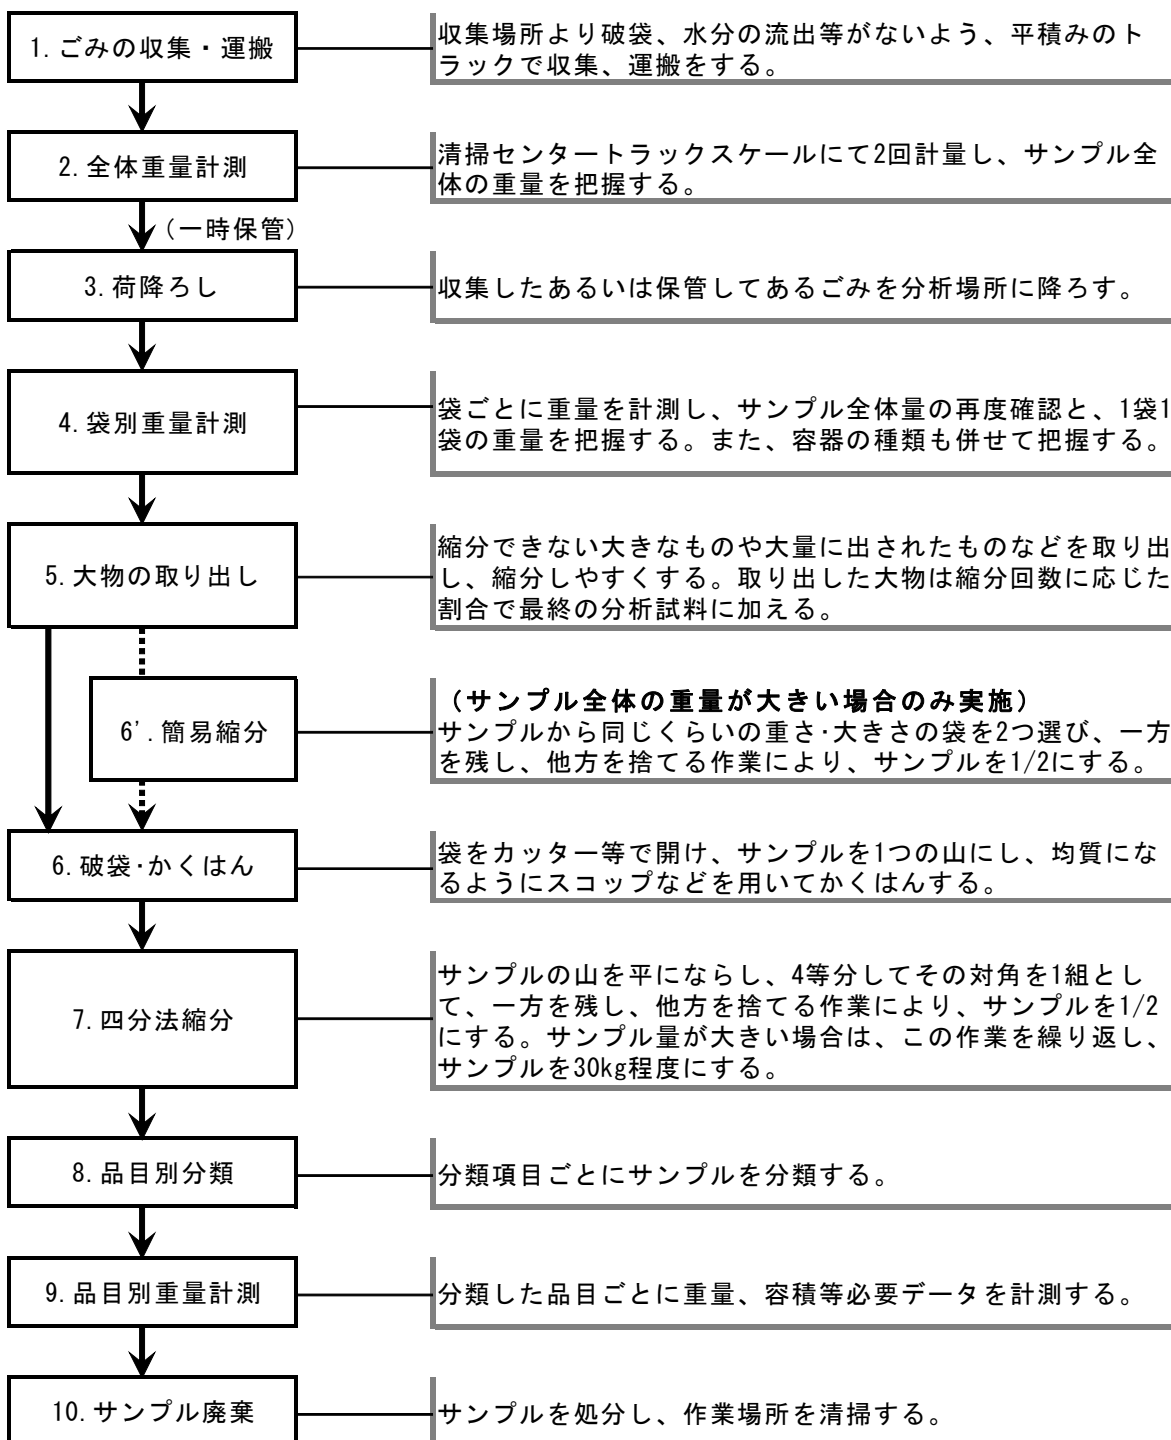 1.ごみの収集・運搬
収集場所より破袋、水分の流出等がないよう、平積みのト
ラックで収集、運搬をする。
2.全体重量計測
清掃センタートラックスケールにて2回計量し、サンプル全
体の重量を把握する。
(一時保管)
3.荷降ろし
収集したあるいは保管してあるごみを分析場所に降ろす。
4.袋別重量計測
袋ごとに重量を計測し、サンプル全体量の再度確認と、1袋1
袋の重量を把握する。また、容器の種類も併せて把握する。
5.大物の取り出し
縮分できない大きなものや大量に出されたものなどを取り出
し、縮分しやすくする。取り出した大物は縮分回数に応じた
割合で最終の分析試料に加える。
6'.簡易縮分
(サンプル全体の重量が大きい場合のみ実施)
サンプルから同じくらいの重さ･大きさの袋を2つ選び、一方
を残し、他方を捨てる作業により、サンプルを1/2にする。
6.破袋･かくはん
袋をカッター等で開け、サンプルを1つの山にし、均質にな
るようにスコップなどを用いてかくはんする。
7.四分法縮分
サンプルの山を平にならし、4等分してその対角を1組とし
て、一方を残し、他方を捨てる作業により、サンプルを1/2
にする。サンプル量が大きい場合は、この作業を繰り返し、
サンプルを30kg程度にする。
8.品目別分類
分類項目ごとにサンプルを分類する。
9.品目別重量計測
分類した品目ごとに重量、容積等必要データを計測する。
10.サンプル廃棄
サンプルを処分し、作業場所を清掃する。